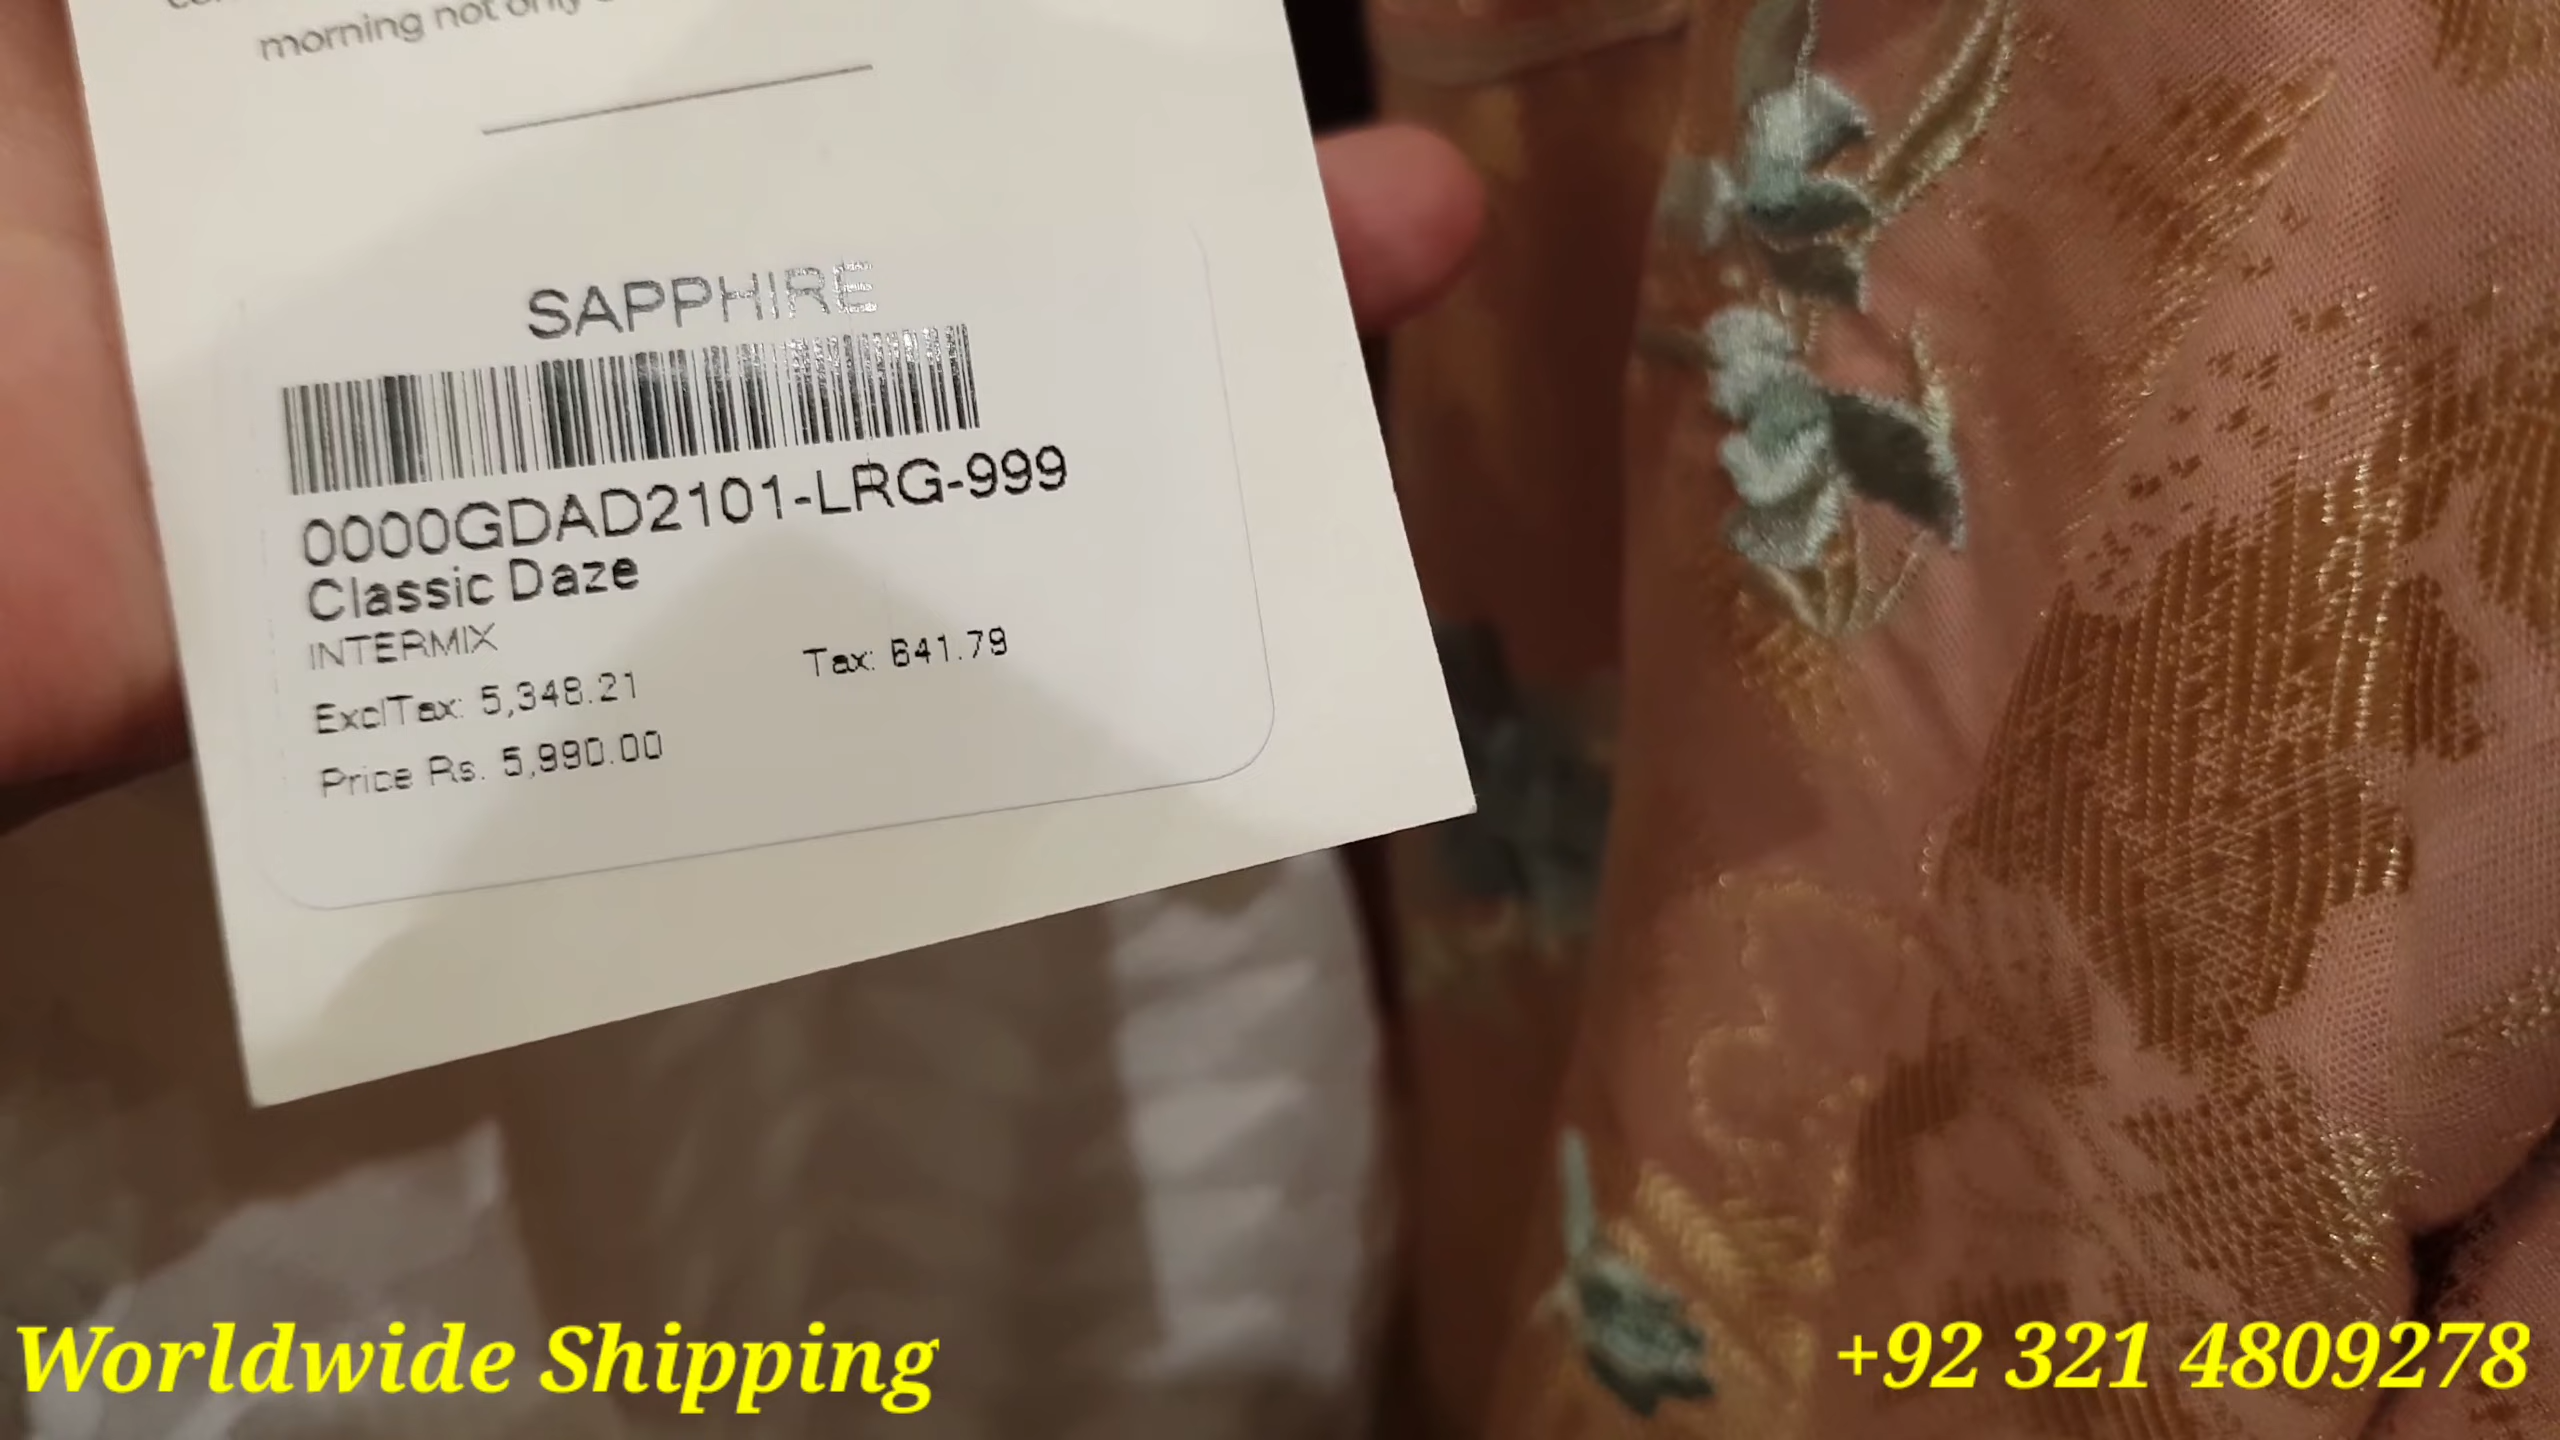 morning not only
SAPPHIRE
0000GDAD2101-LRG-999
Classic Daze
INTERMIX
ExclTax: 5,348.21 Tax: 641.79
Price Rs. 5,990.00
Worldwide Shipping
+92 321 4809278